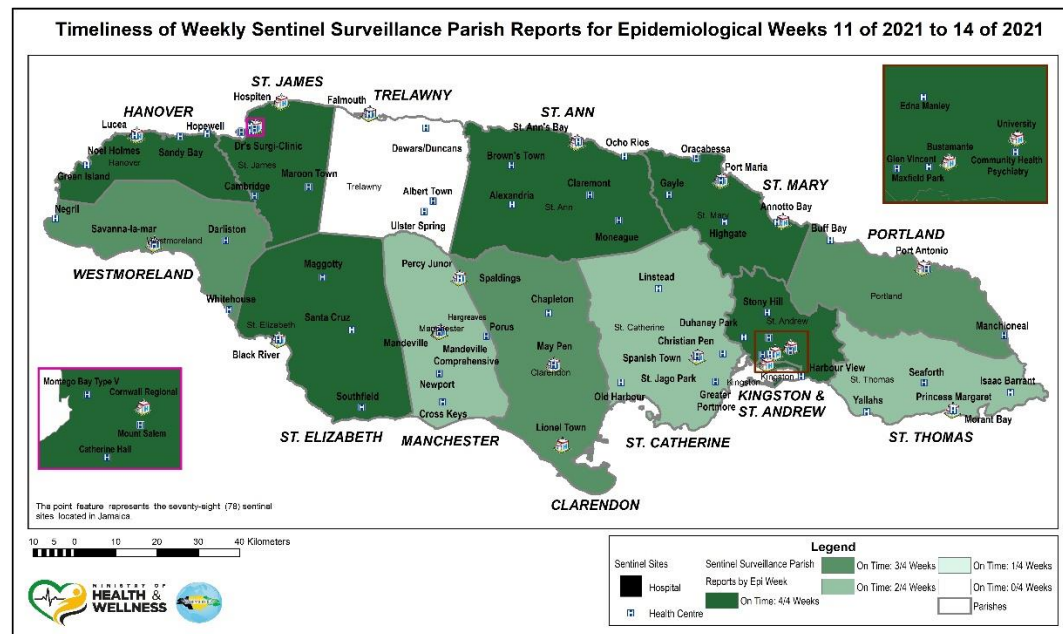 Timeliness of Weekly Sentinel Surveillance Parish Reports for Epidemiological Weeks 11 of 2021 to 14 of 2021
ST. JAMES
Hospiten
TRELAWNY
Falmouth
HANOVER
Lucea
Hopewell
ST. ANN
St. Ann's Bay
Ocho Rios
Oracabessa
Edna Manley
University
Bustamante
Glen Vincent
Community Health
Psychiatry
Maxfield Park
Noel Holmes
Hanover
Sandy Bay
Dr's Surgi-Clinic
St. James
Dewars/Duncans
Brown's Town
Port Maria
Green Island
Cambridge
Maroon Town
Trelawny
Albert Town
Alexandria
Claremont
St. Ann
Gayle
ST. MARY
St. Mary
Annotto Bay
Negril
Ulster Spring
Moneague
Highgate
Buff Bay
PORTLAND
Port Antonio
Savanna-la-mar
Westmoreland
Darliston
WESTMORELAND
Maggotty
Percy Junor
Spaldings
Linstead
Portland
Whitehouse
St. Elizabeth
Santa Cruz
Hargreaves
Manchester
Mandeville
Porus
Chapleton
St. Catherine
Duhaney Park
Stony Hill
St. Andrew
Manchioneal
Black River
Mandeville
Comprehensive
May Pen
Clarendon
Christian Pen
Spanish Town
Kingston
Harbour View
St. Thomas
Seaforth
Isaac Barrant
Newport
St. Jago Park
Kingston
Old Harbour
Greater
Portmore
KINGSTON &
ST. ANDREW
Yallahs
Princess Margaret
Morant Bay
Southfield
Cross Keys
ST. ELIZABETH
MANCHESTER
Lionel Town
ST. CATHERINE
ST. THOMAS
CLARENDON
Montego Bay Type V
Cornwall Regional
Mount Salem
Catherine Hall
The point feature represents the seventy-eight (78) sentinel
sites located in Jamaica.
10 5 0 10 20 30 40 Kilometers
MINISTRY OF
HEALTH &
WELLNESS
Legend
Sentinel Sites
Hospital
Health Centre
Sentinel Surveillance Parish
Reports by Epi Week
On Time: 4/4 Weeks
On Time: 3/4 Weeks
On Time: 2/4 Weeks
On Time: 1/4 Weeks
On Time: 0/4 Weeks
Parishes